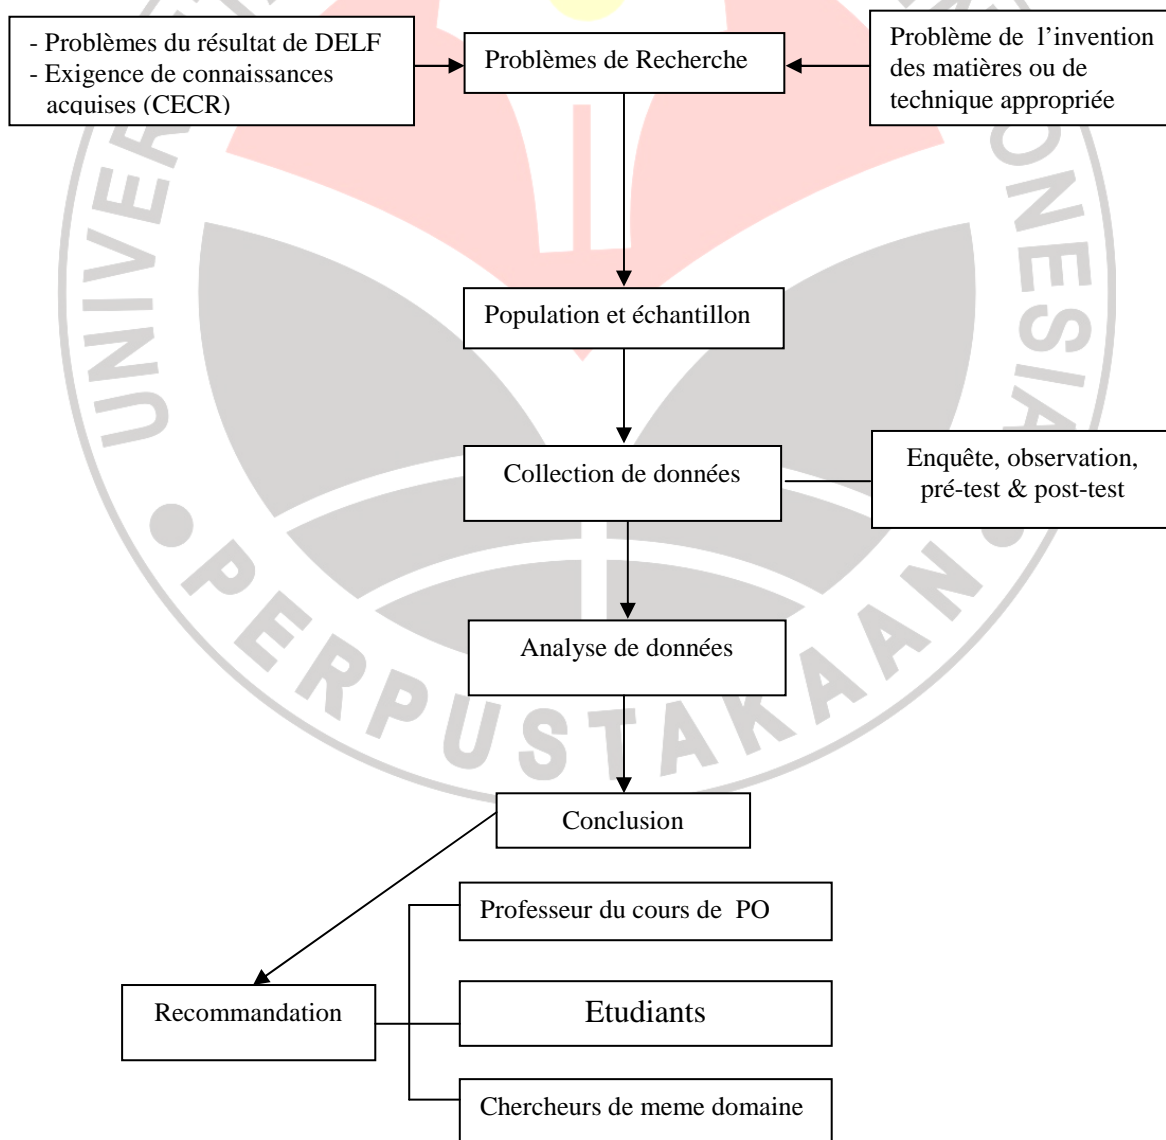 - Problèmes du résultat de DELF
- Exigence de connaissances
acquises (CECR)
Problèmes de Recherche
Problème de l'invention
des matières ou de
technique appropriée
Population et échantillon
Collection de données
Enquête, observation,
pré-test & post-test
Analyse de données
Conclusion
Professeur du cours de PO
Recommandation
Etudiants
Chercheurs de meme domaine
PERPUSTAKAAN